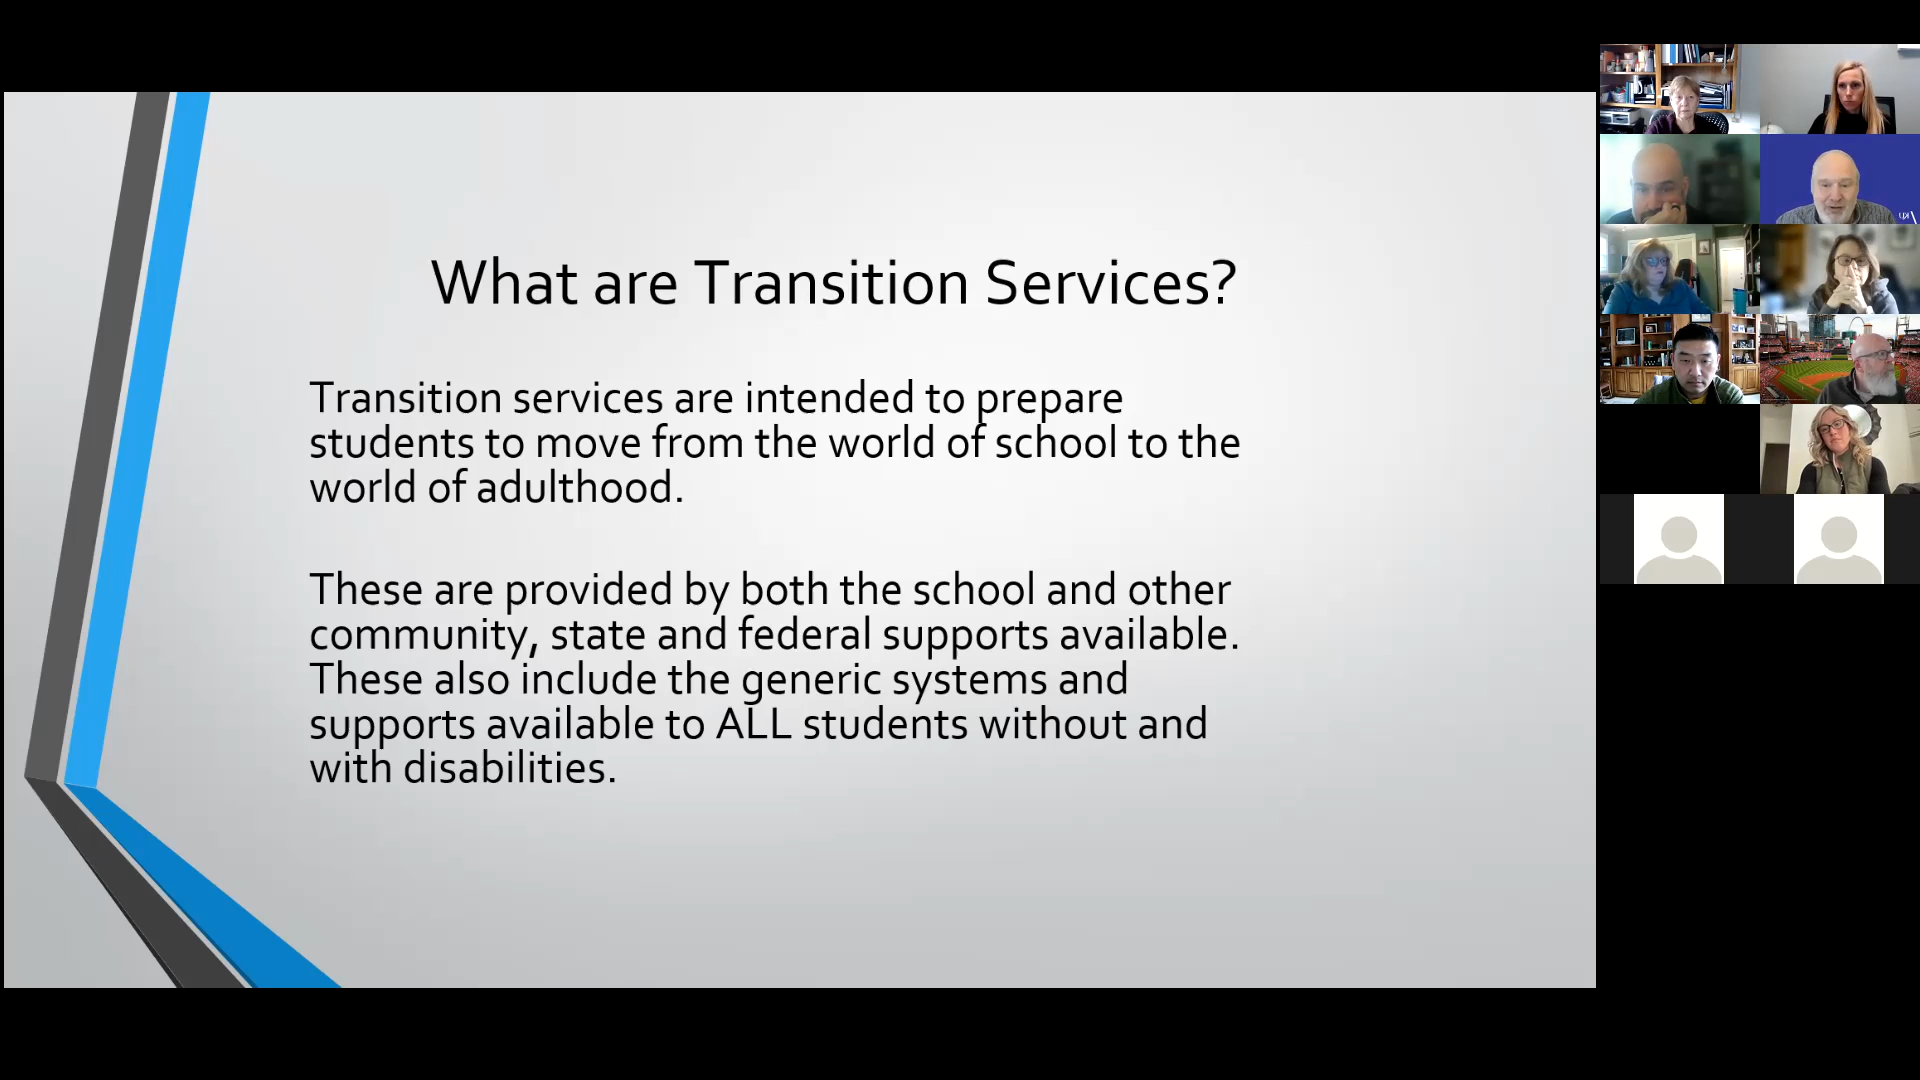 What are Transition Services?
Transition services are intended to prepare
students to move from the world of school to the
world of adulthood.
These are provided by both the school and other
community, state and federal supports available.
These also include the generic systems and
supports available to ALL students without and
with disabilities.